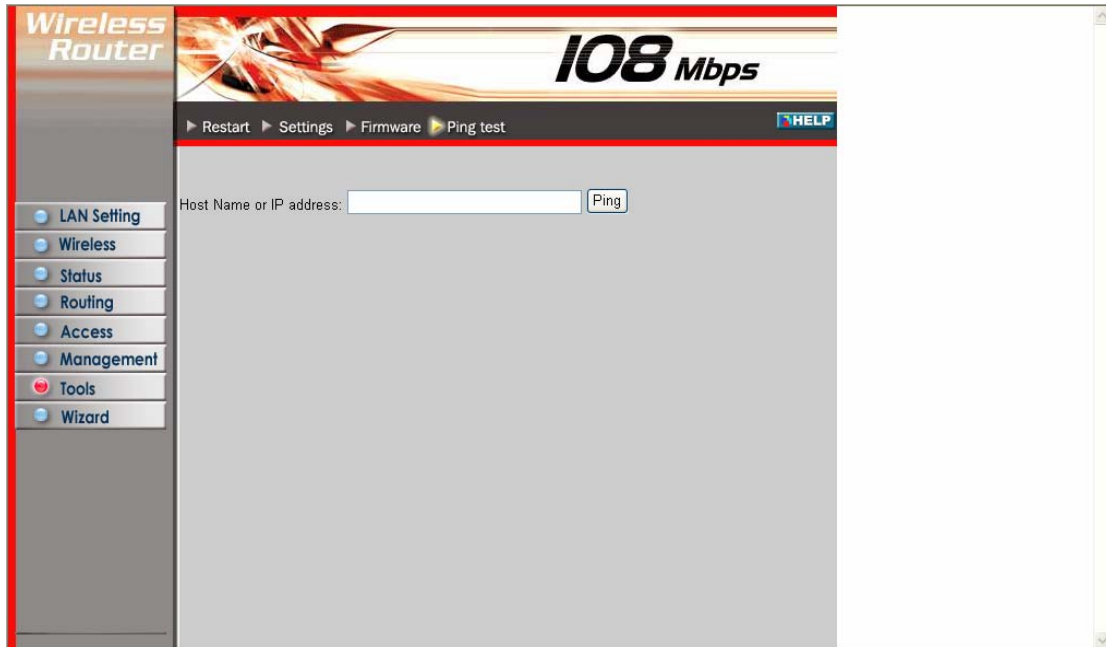 Wireless
Router
108 Mbps
Restart Settings Firmware Ping test
HELP
Host Name or IP address: Ping
LAN Setting
Wireless
Status
Routing
Access
Management
Tools
Wizard